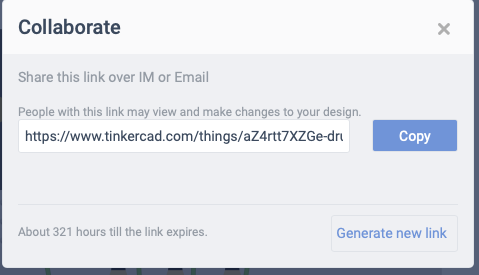 Collaborate
Share this link over IM or Email
People with this link may view and make changes to your design.
https://www.tinkercad.com/things/aZ4rtt7XZGe-dru
Copy
About 321 hours till the link expires.
Generate new link